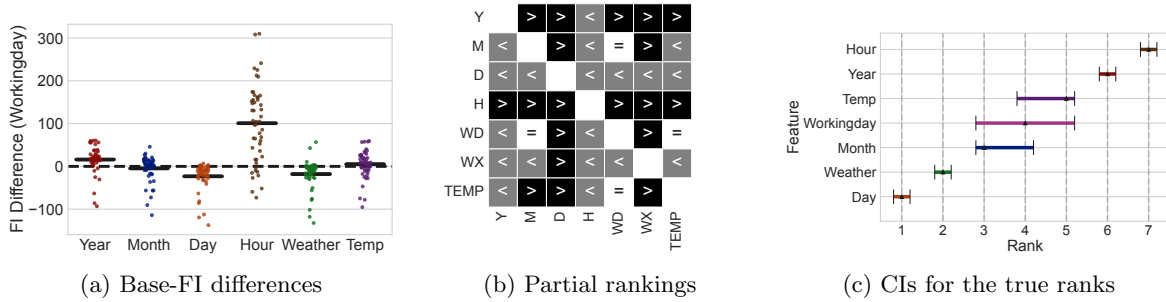 FI Difference (Workingday)
300
200
100
0
−100
Year Month Day Hour Weather Temp
(a) Base-FI differences
Y > > < > > >
M < > < = > <
D < < < < < <
H > > > > > >
WD < = > < > =
WX < < > < < <
TEMP < > > < = >
Y M D H WD WX TEMP
(b) Partial rankings
Feature
Hour
Year
Temp
Workingday
Month
Weather
Day
1 2 3 4 5 6 7
Rank
(c) CIs for the true ranks